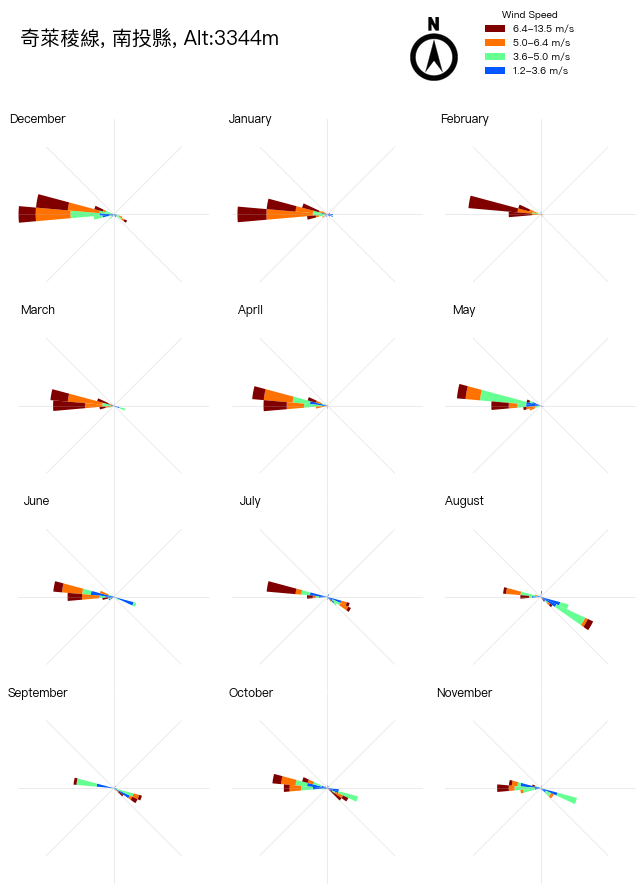 奇萊稜線, 南投縣, Alt:3344m
N
Wind Speed
6.4–13.5 m/s
5.0–6.4 m/s
3.6–5.0 m/s
1.2–3.6 m/s
December
January
February
March
April
May
June
July
August
September
October
November